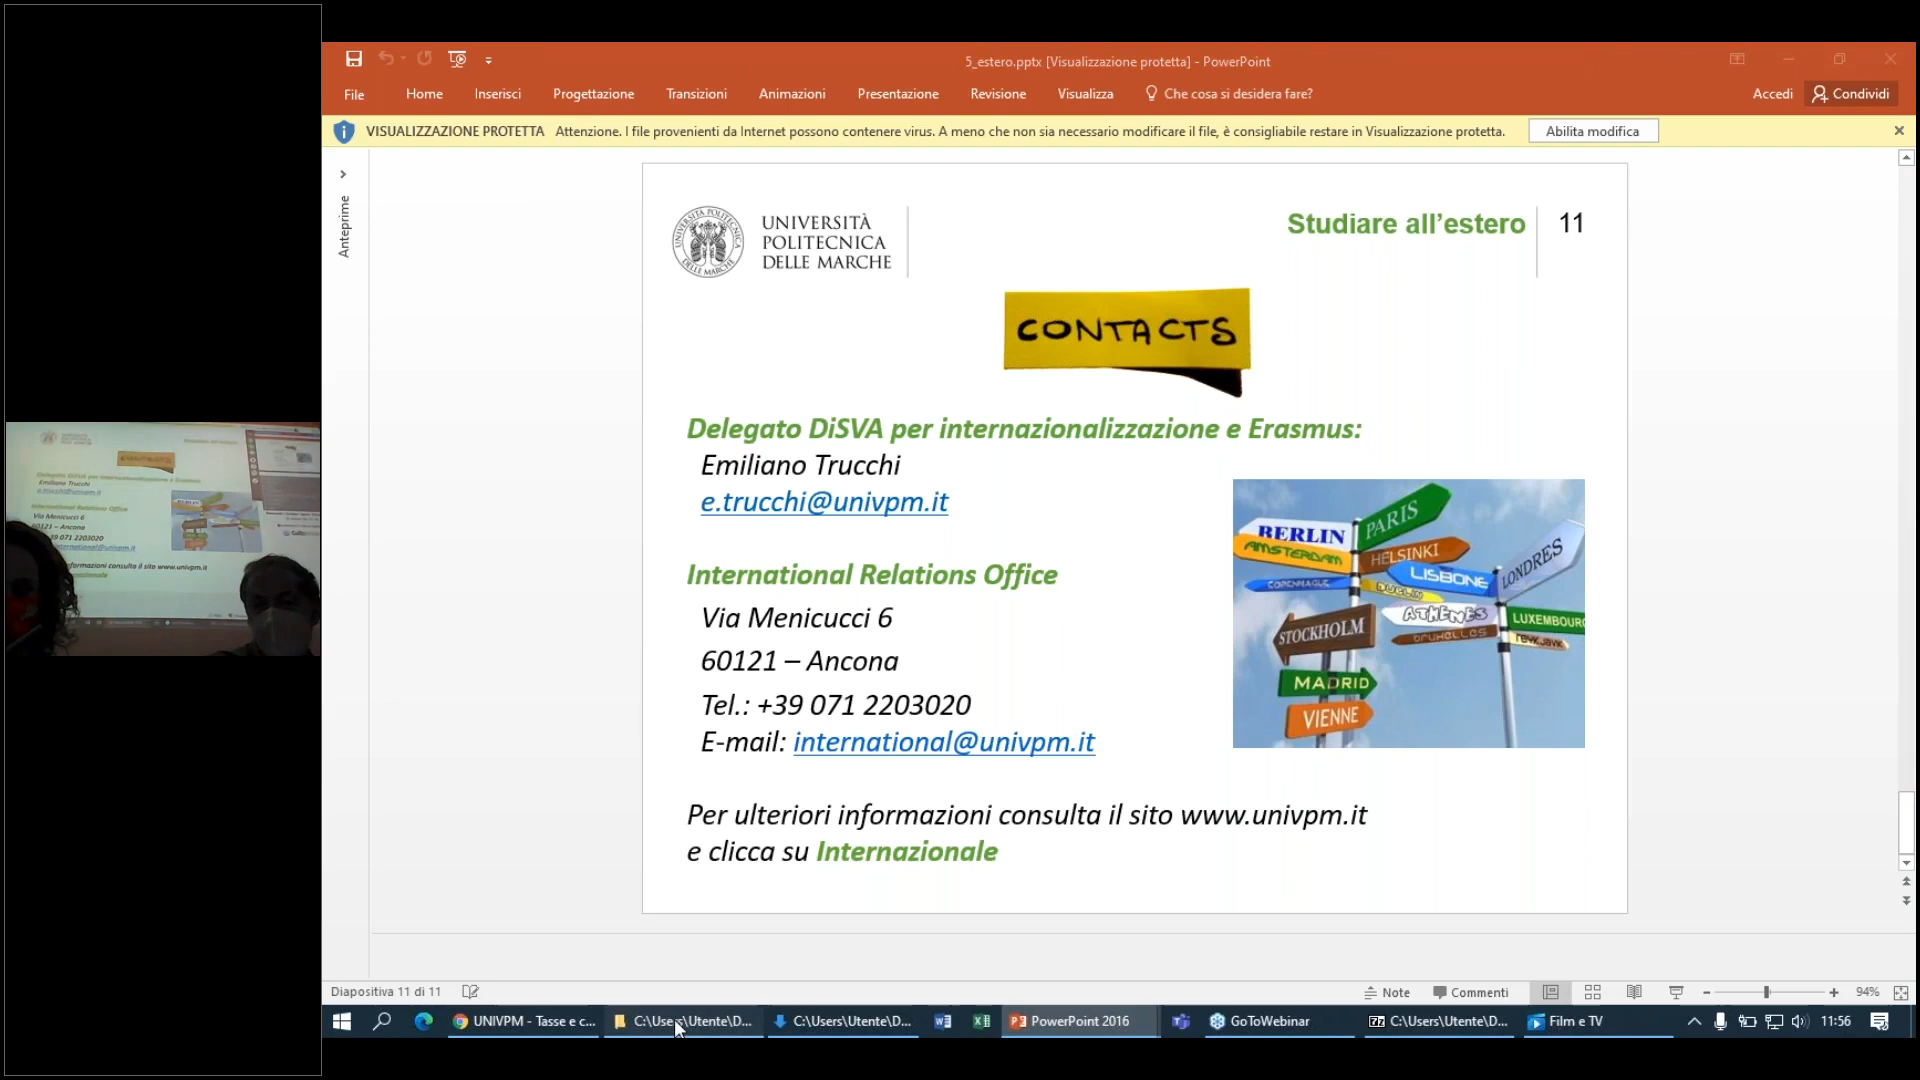 5_estero.pptx [Visualizzazione protetta] - PowerPoint
File Home Inserisci Progettazione Transizioni Animazioni Presentazione Revisione Visualizza Che cosa si desidera fare? Accedi Condividi
VISUALIZZAZIONE PROTETTA Attenzione. I file provenienti da Internet possono contenere virus. A meno che non sia necessario modificare il file, è consigliabile restare in Visualizzazione protetta. Abilita modifica
Anteprime
UNIVERSITÀ
POLITECNICA
DELLE MARCHE
Studiare all'estero 11
CONTACTS
Delegato DiSVA per internazionalizzazione e Erasmus:
Emiliano Trucchi
e.trucchi@univpm.it
International Relations Office
Via Menicucci 6
60121 – Ancona
Tel.: +39 071 2203020
E-mail: international@univpm.it
Per ulteriori informazioni consulta il sito www.univpm.it
e clicca su Internazionale
BERLIN
PARIS
AMSTERDAM
HELSINKI
LONDRES
COPENHAGUE
LISBONE
DUBLIN
ATHÈNES
STOCKHOLM
bruxelles
LUXEMBOURG
REYKJAVIK
MADRID
VIENNE
Diapositiva 11 di 11 Note Commenti 94%
UNIVPM - Tasse e c... C:\Users\Utente\D... C:\Users\Utente\D... PowerPoint 2016 GoToWebinar C:\Users\Utente\D... Film e TV 11:56